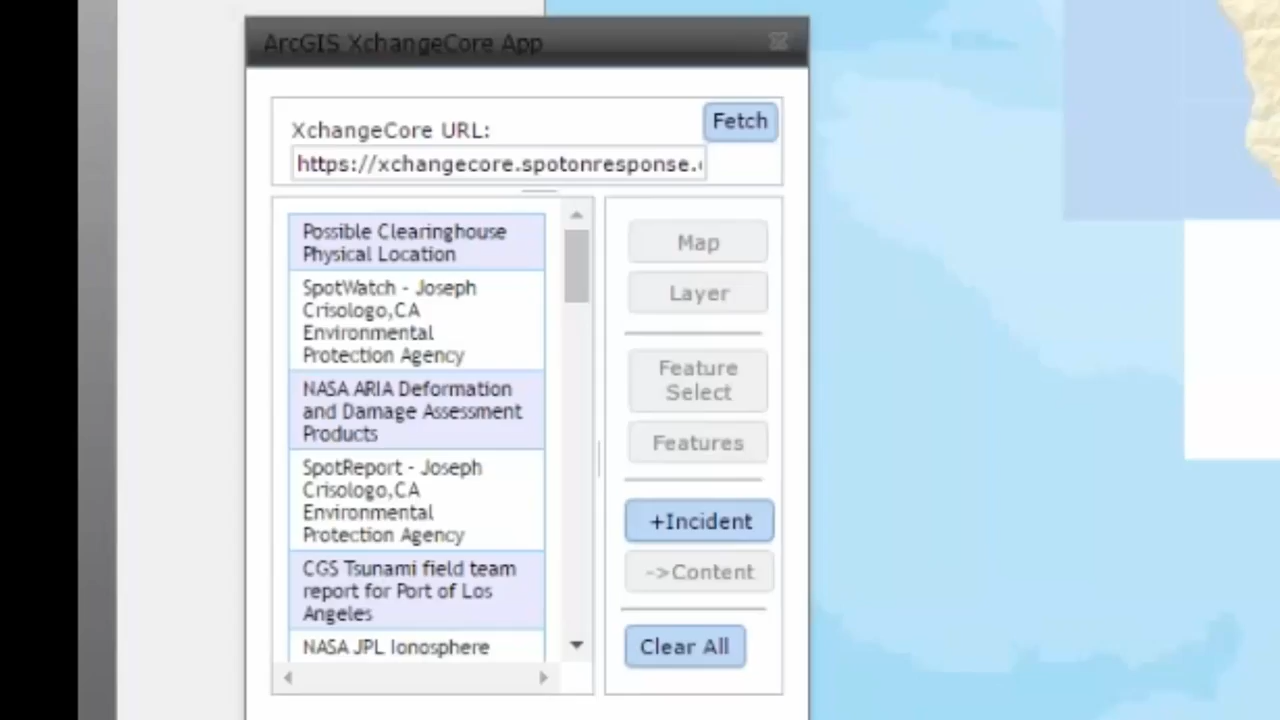 ArcGIS XchangeCore App
XchangeCore URL:
Fetch
https://xchangecore.spotonresponse.
Possible Clearinghouse
Physical Location
SpotWatch - Joseph
Crisologo,CA
Environmental
Protection Agency
NASA ARIA Deformation
and Damage Assessment
Products
SpotReport - Joseph
Crisologo,CA
Environmental
Protection Agency
CGS Tsunami field team
report for Port of Los
Angeles
NASA JPL Ionosphere
Map
Layer
Feature
Select
Features
+Incident
->Content
Clear All